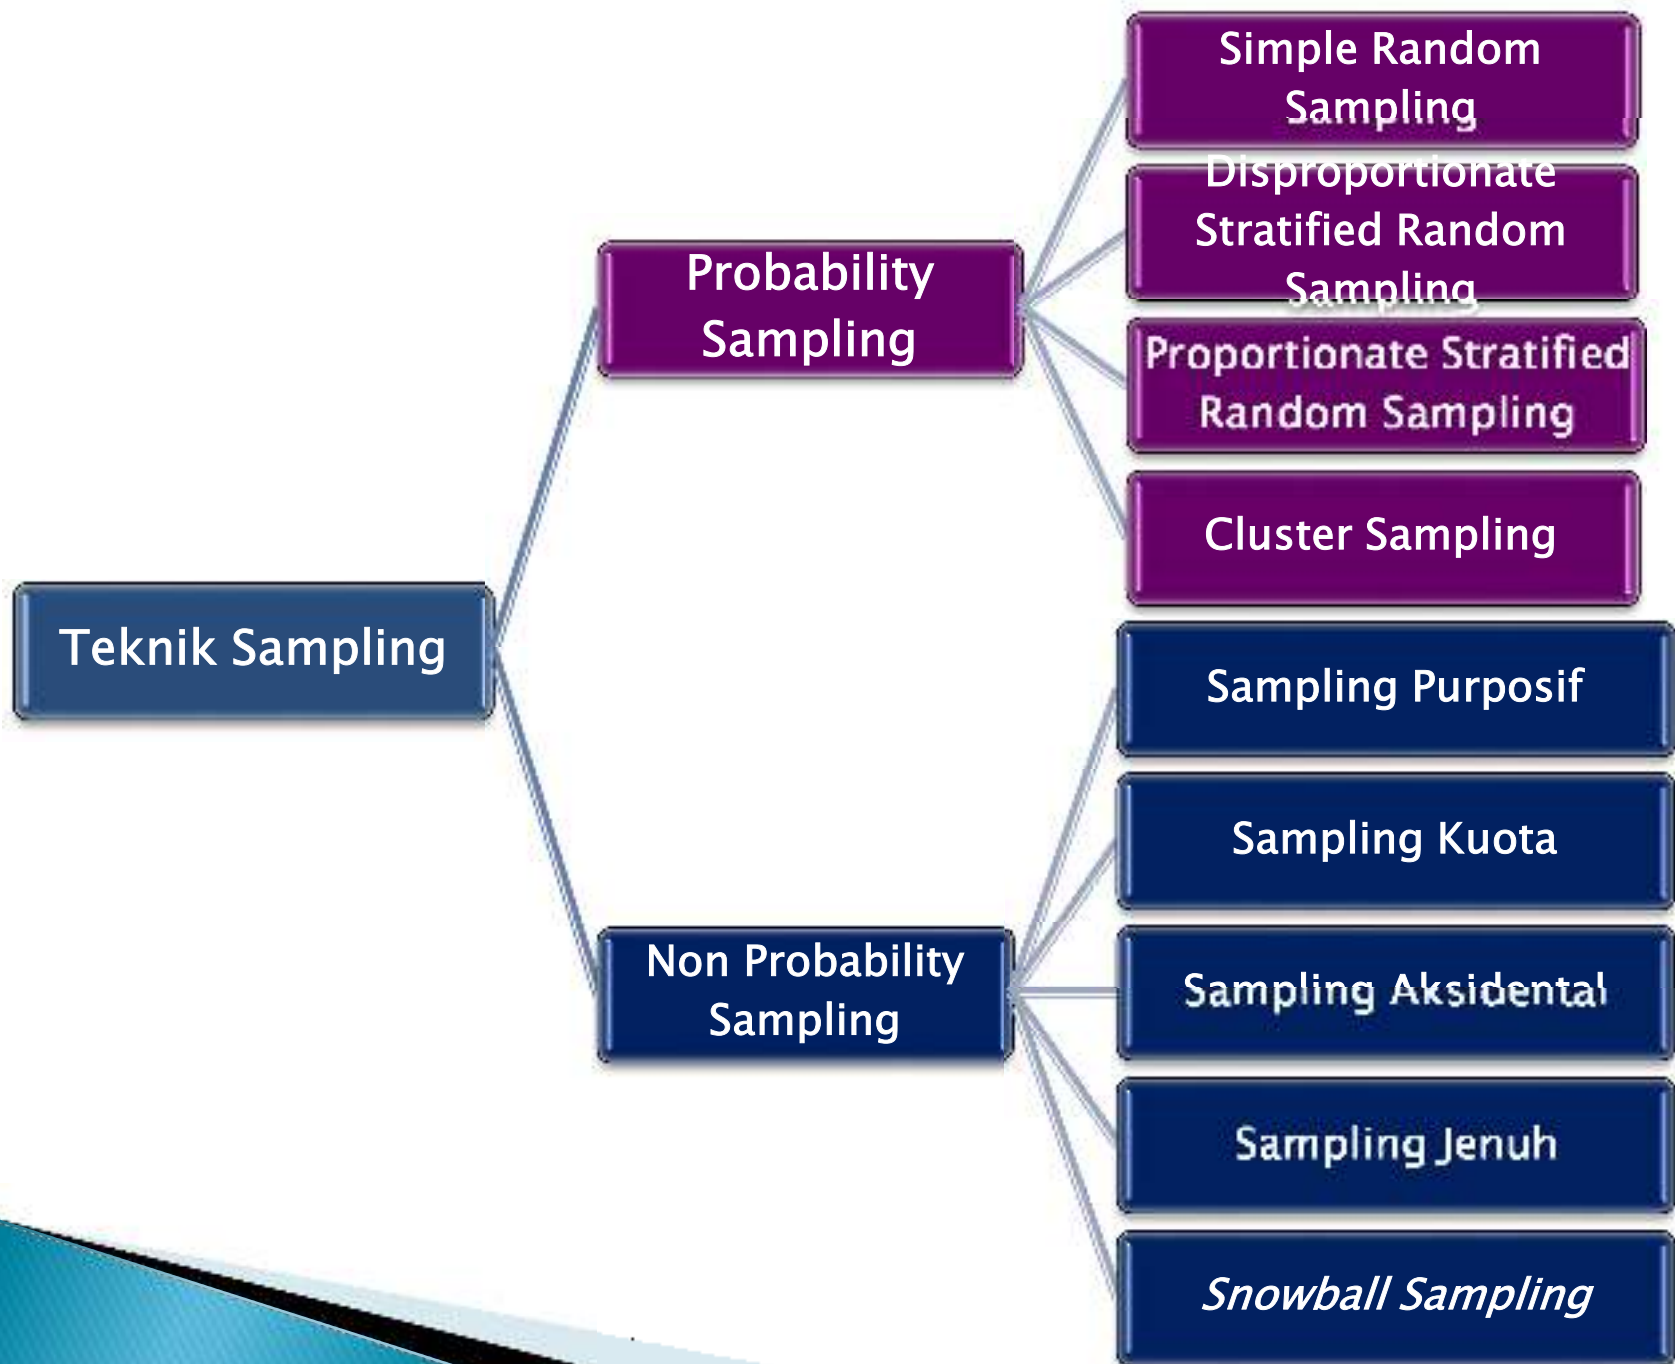 Teknik Sampling
Probability
Sampling
Simple Random
Sampling
Disproportionate
Stratified Random
Sampling
Proportionate Stratified
Random Sampling
Cluster Sampling
Non Probability
Sampling
Sampling Purposif
Sampling Kuota
Sampling Aksidental
Sampling Jenuh
Snowball Sampling